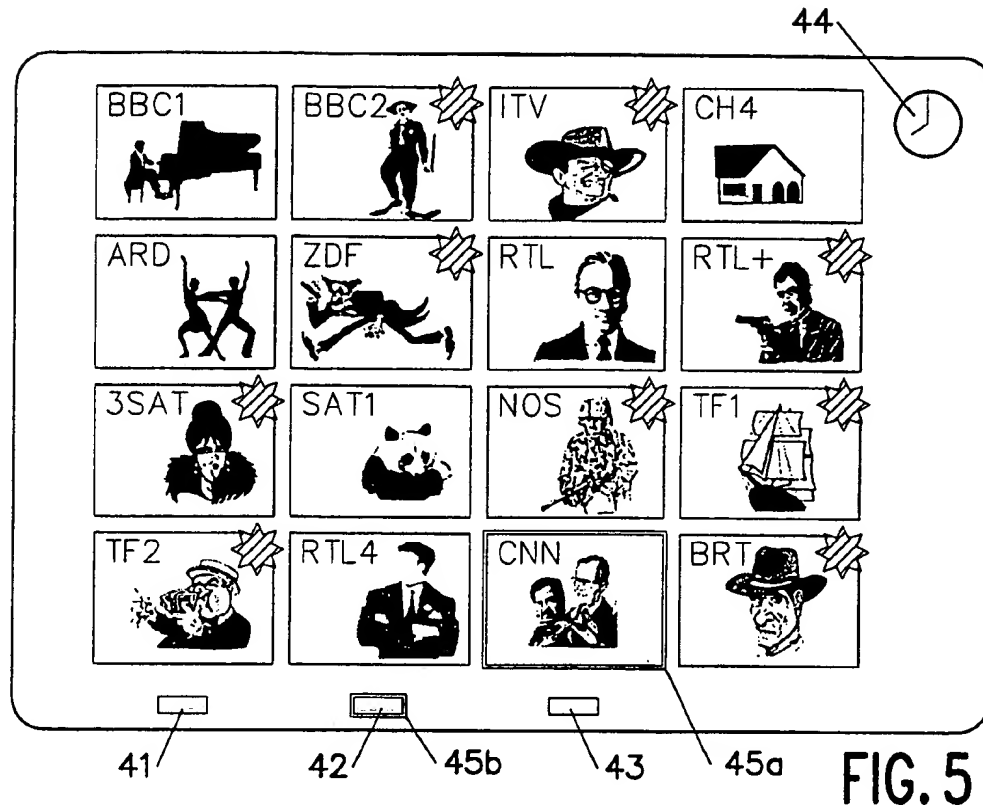 44
BBC1 BBC2 ITV CH4
ARD ZDF RTL RTL+
3SAT SAT1 NOS TF1
TF2 RTL4 CNN BRT
41 42 45b 43 45a
FIG. 5